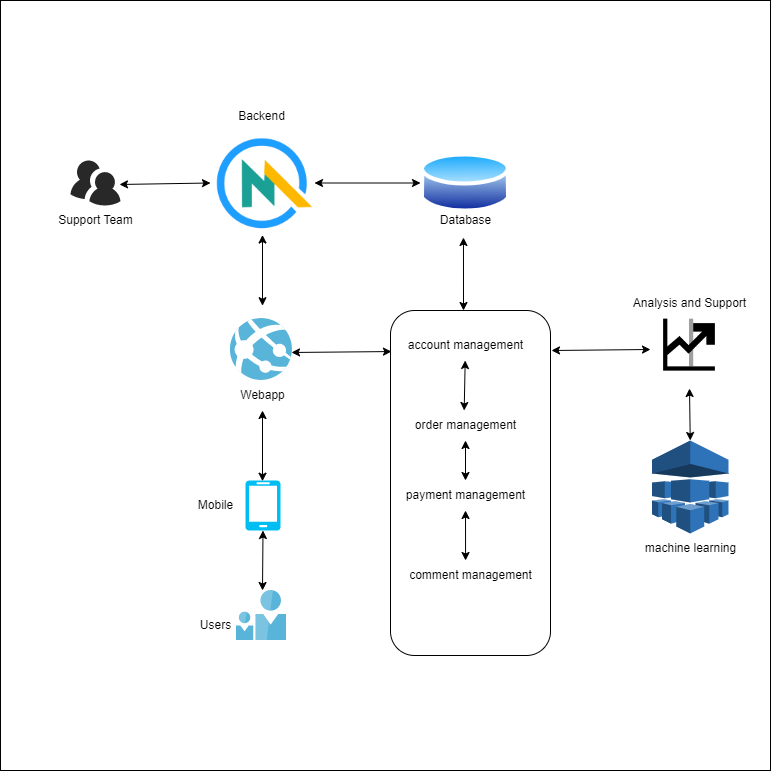 Backend
Support Team
Database
Analysis and Support
account management
Webapp
order management
payment management
Mobile
machine learning
comment management
Users